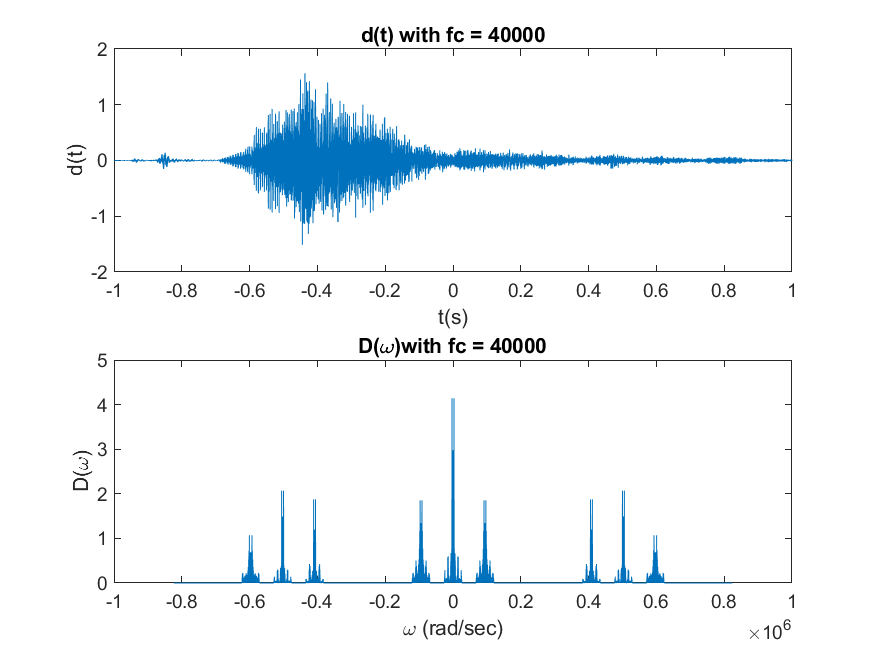 d(t) with fc = 40000
2
1
0
-1
-2
d(t)
-1 -0.8 -0.6 -0.4 -0.2 0 0.2 0.4 0.6 0.8 1
t(s)
D(ω)with fc = 40000
5
4
3
2
1
0
D(ω)
-1 -0.8 -0.6 -0.4 -0.2 0 0.2 0.4 0.6 0.8 1
ω (rad/sec)
×10⁶